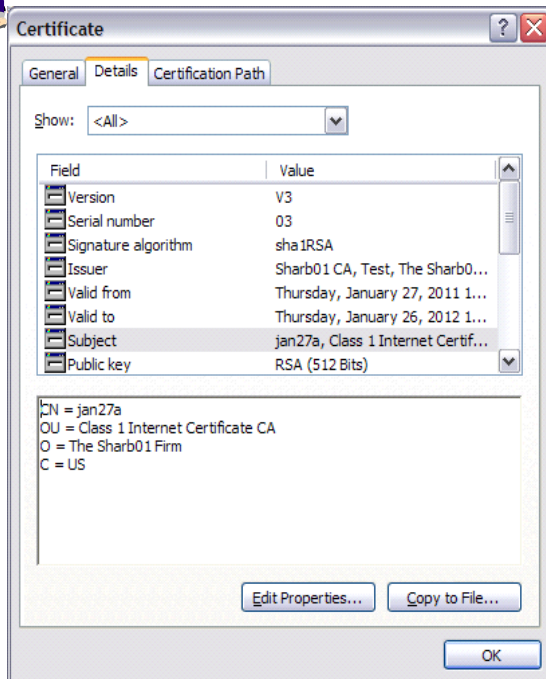 Certificate
General Details Certification Path
Show: <All>
Field Value
Version V3
Serial number 03
Signature algorithm sha1RSA
Issuer Sharb01 CA, Test, The Sharb0...
Valid from Thursday, January 27, 2011 1...
Valid to Thursday, January 26, 2012 1...
Subject jan27a, Class 1 Internet Certif...
Public key RSA (512 Bits)
CN = jan27a
OU = Class 1 Internet Certificate CA
O = The Sharb01 Firm
C = US
Edit Properties... Copy to File...
OK